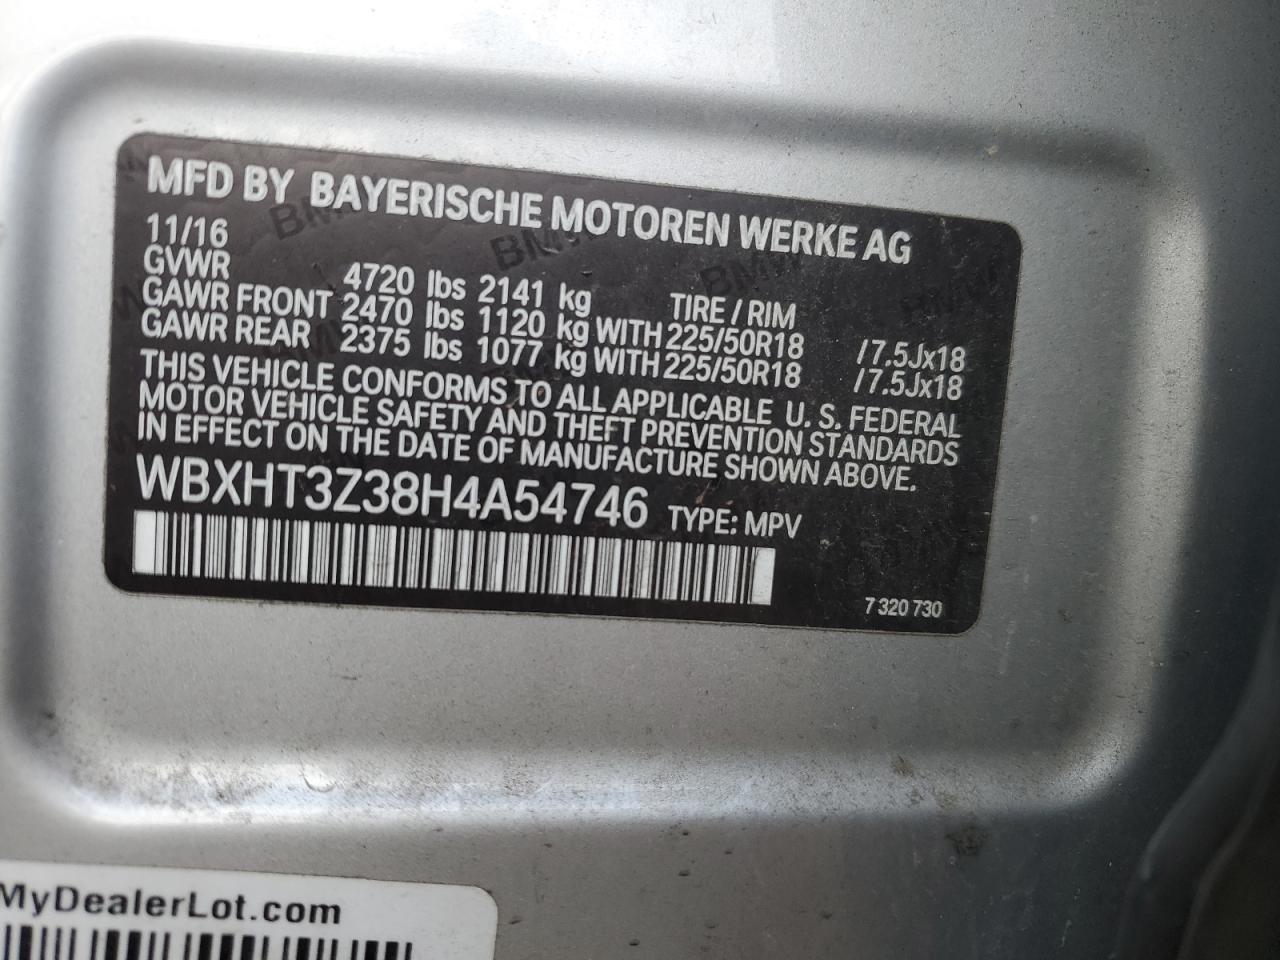 MFD BY BAYERISCHE MOTOREN WERKE AG
11/16
GVWR 4720 lbs 2141 kg TIRE / RIM
GAWR FRONT 2470 lbs 1120 kg WITH 225/50R18 /7.5Jx18
GAWR REAR 2375 lbs 1077 kg WITH 225/50R18 /7.5Jx18
THIS VEHICLE CONFORMS TO ALL APPLICABLE U. S. FEDERAL
MOTOR VEHICLE SAFETY AND THEFT PREVENTION STANDARDS
IN EFFECT ON THE DATE OF MANUFACTURE SHOWN ABOVE.
WBXHT3Z38H4A54746 TYPE: MPV
7 320 730
MyDealerLot.com